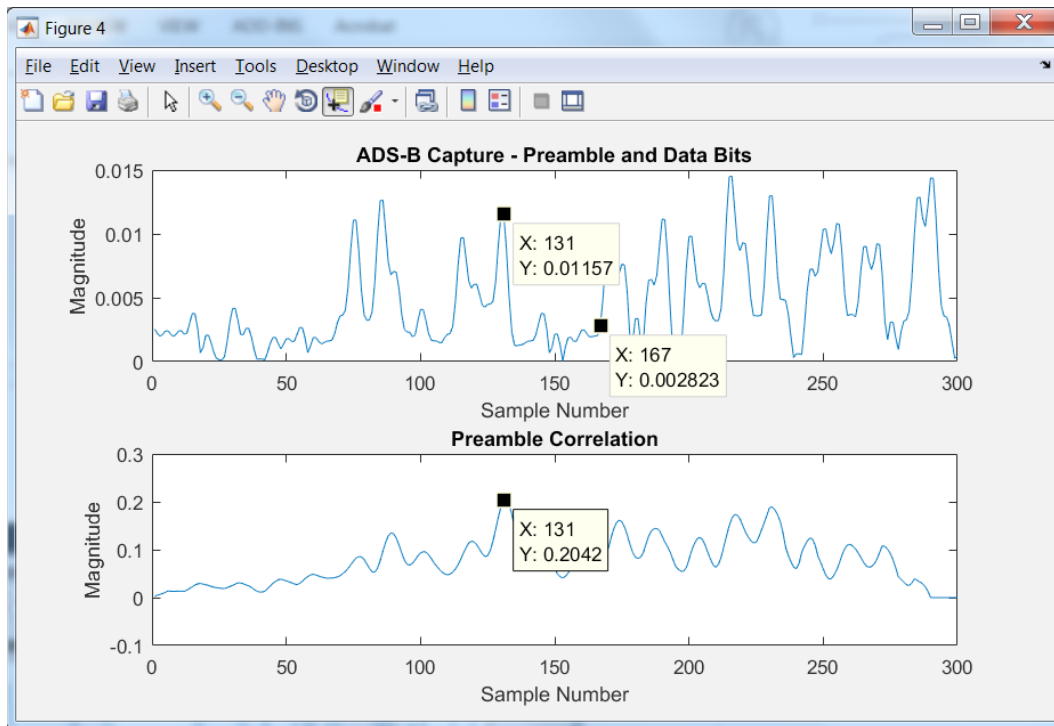 Figure 4
File Edit View Insert Tools Desktop Window Help
ADS-B Capture - Preamble and Data Bits
Magnitude
0.015
0.01
0.005
0
X: 131
Y: 0.01157
X: 167
Y: 0.002823
0 50 100 150 200 250 300
Sample Number
Preamble Correlation
Magnitude
0.3
0.2
0.1
0
-0.1
X: 131
Y: 0.2042
0 50 100 150 200 250 300
Sample Number